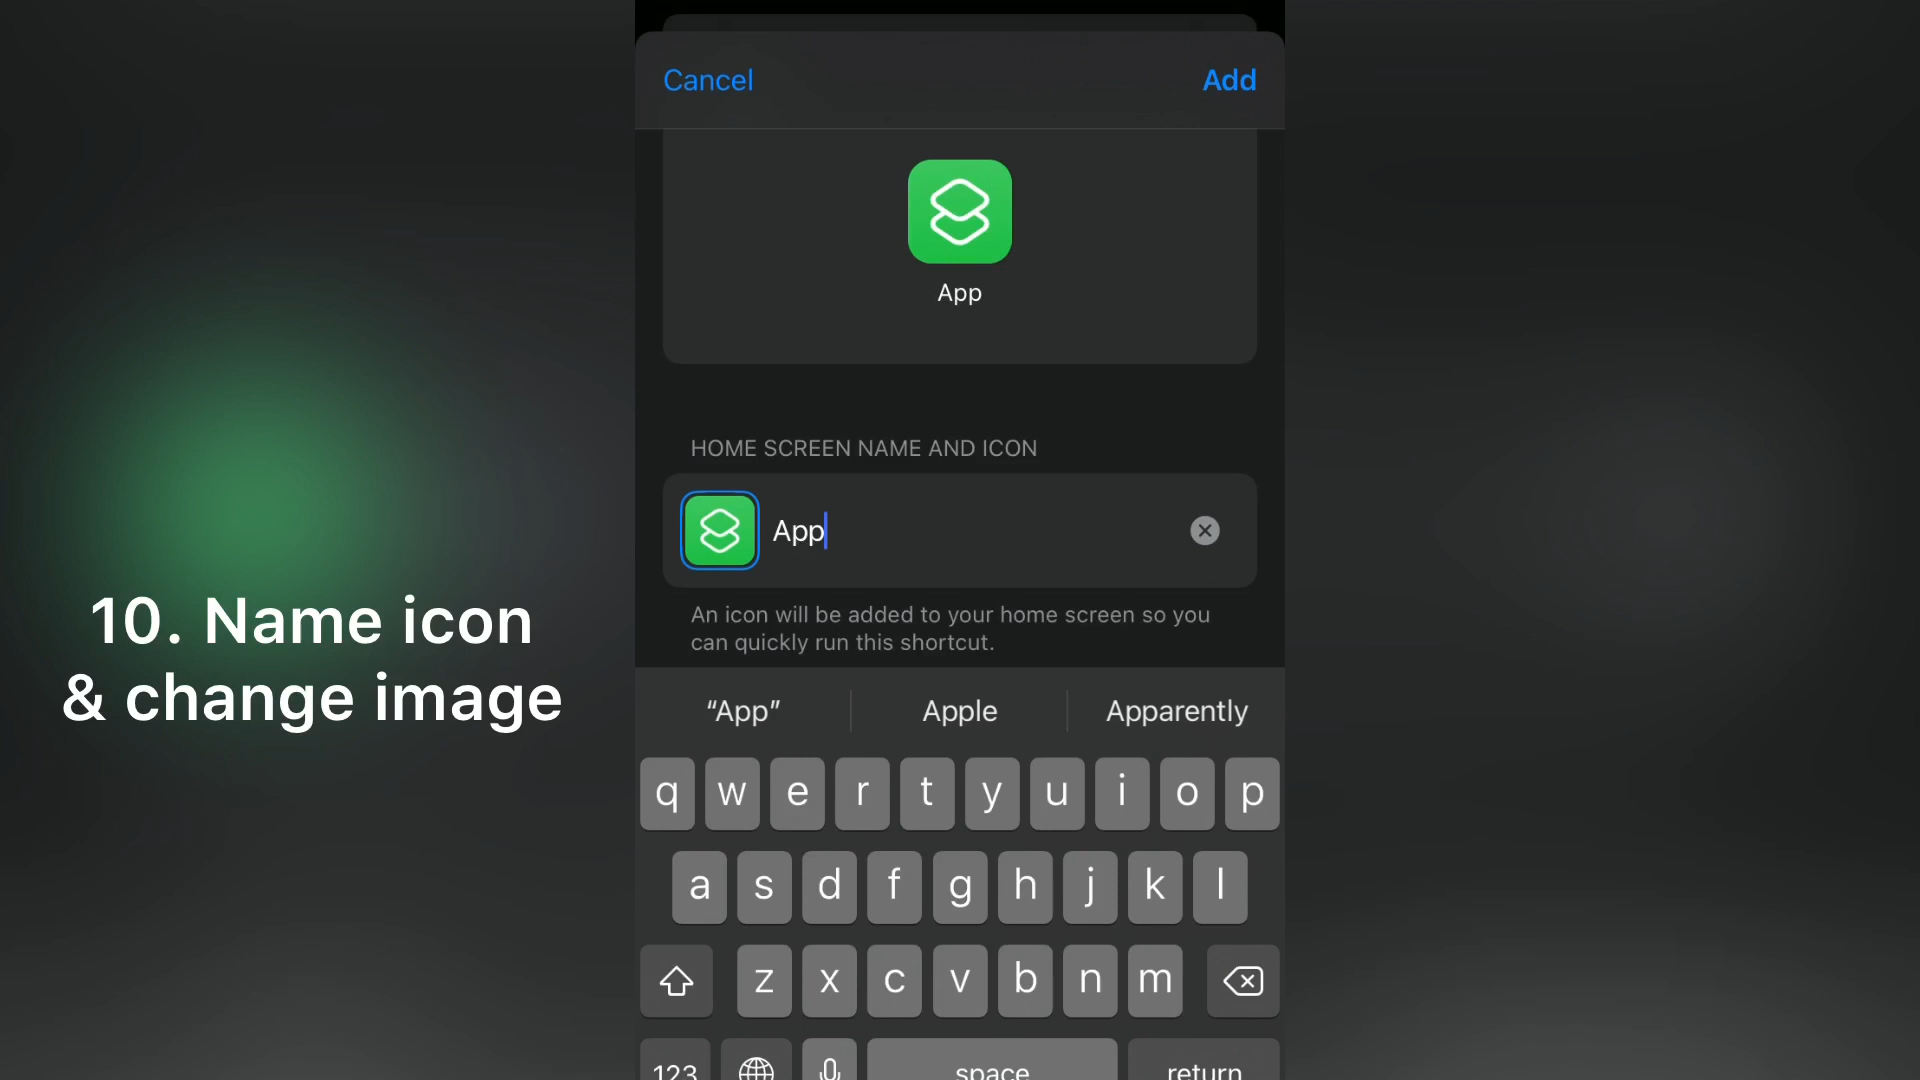 Cancel
Add
App
HOME SCREEN NAME AND ICON
App
An icon will be added to your home screen so you
can quickly run this shortcut.
10. Name icon
& change image
“App”
Apple
Apparently
q w e r t y u i o p
a s d f g h j k l
z x c v b n m
123
space
return